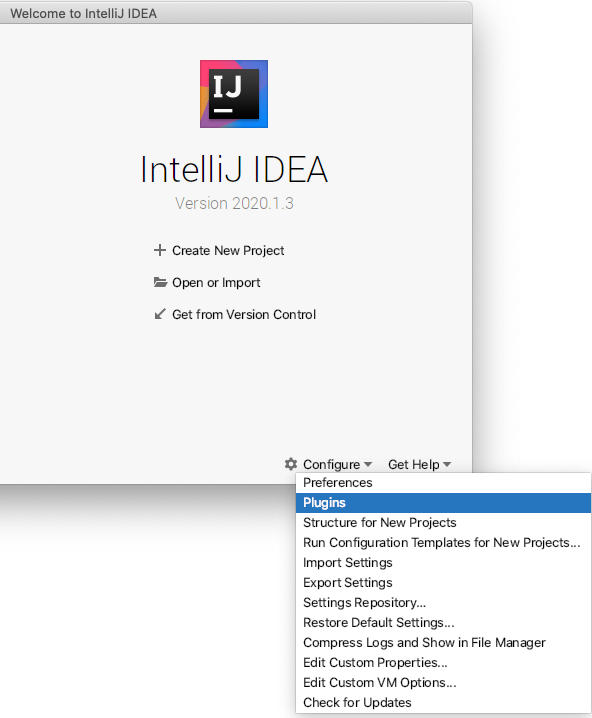 Welcome to IntelliJ IDEA
IJ
IntelliJ IDEA
Version 2020.1.3
Create New Project
Open or Import
Get from Version Control
Configure Get Help
Preferences
Plugins
Structure for New Projects
Run Configuration Templates for New Projects...
Import Settings
Export Settings
Settings Repository...
Restore Default Settings...
Compress Logs and Show in File Manager
Edit Custom Properties...
Edit Custom VM Options...
Check for Updates